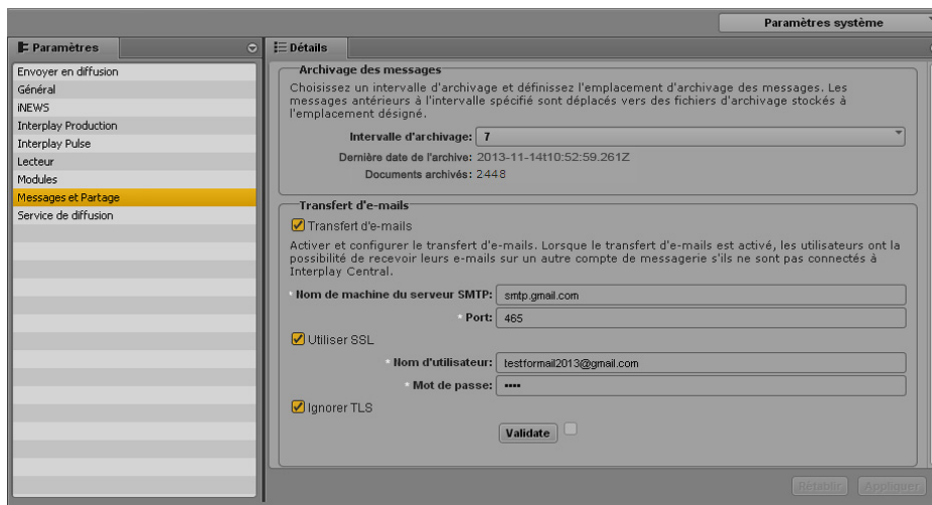 Paramètres système
Paramètres
Envoyer en diffusion
Général
iNEWS
Interplay Production
Interplay Pulse
Lecteur
Modules
Messages et Partage
Service de diffusion
Détails
Archivage des messages
Choisissez un intervalle d'archivage et définissez l'emplacement d'archivage des messages. Les
messages antérieurs à l'intervalle spécifié sont déplacés vers des fichiers d'archivage stockés à
l'emplacement désigné.
Intervalle d'archivage: 7
Dernière date de l'archive: 2013-11-14t10:52:59.261Z
Documents archivés: 2448
Transfert d'e-mails
Transfert d'e-mails
Activer et configurer le transfert d'e-mails. Lorsque le transfert d'e-mails est activé, les utilisateurs ont la
possibilité de recevoir leurs e-mails sur un autre compte de messagerie s'ils ne sont pas connectés à
Interplay Central.
* Nom de machine du serveur SMTP: smtp.gmail.com
* Port: 465
Utiliser SSL
* Nom d'utilisateur: testformail2013@gmail.com
* Mot de passe: ••••
Ignorer TLS
Validate
Rétablir Appliquer